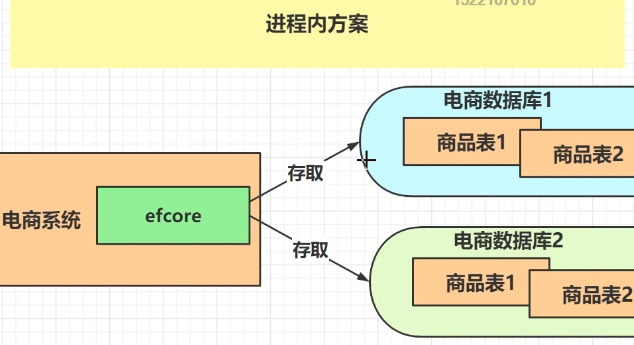 进程内方案
电商数据库1
商品表1
商品表2
存取
电商系统
efcore
存取
电商数据库2
商品表1
商品表2